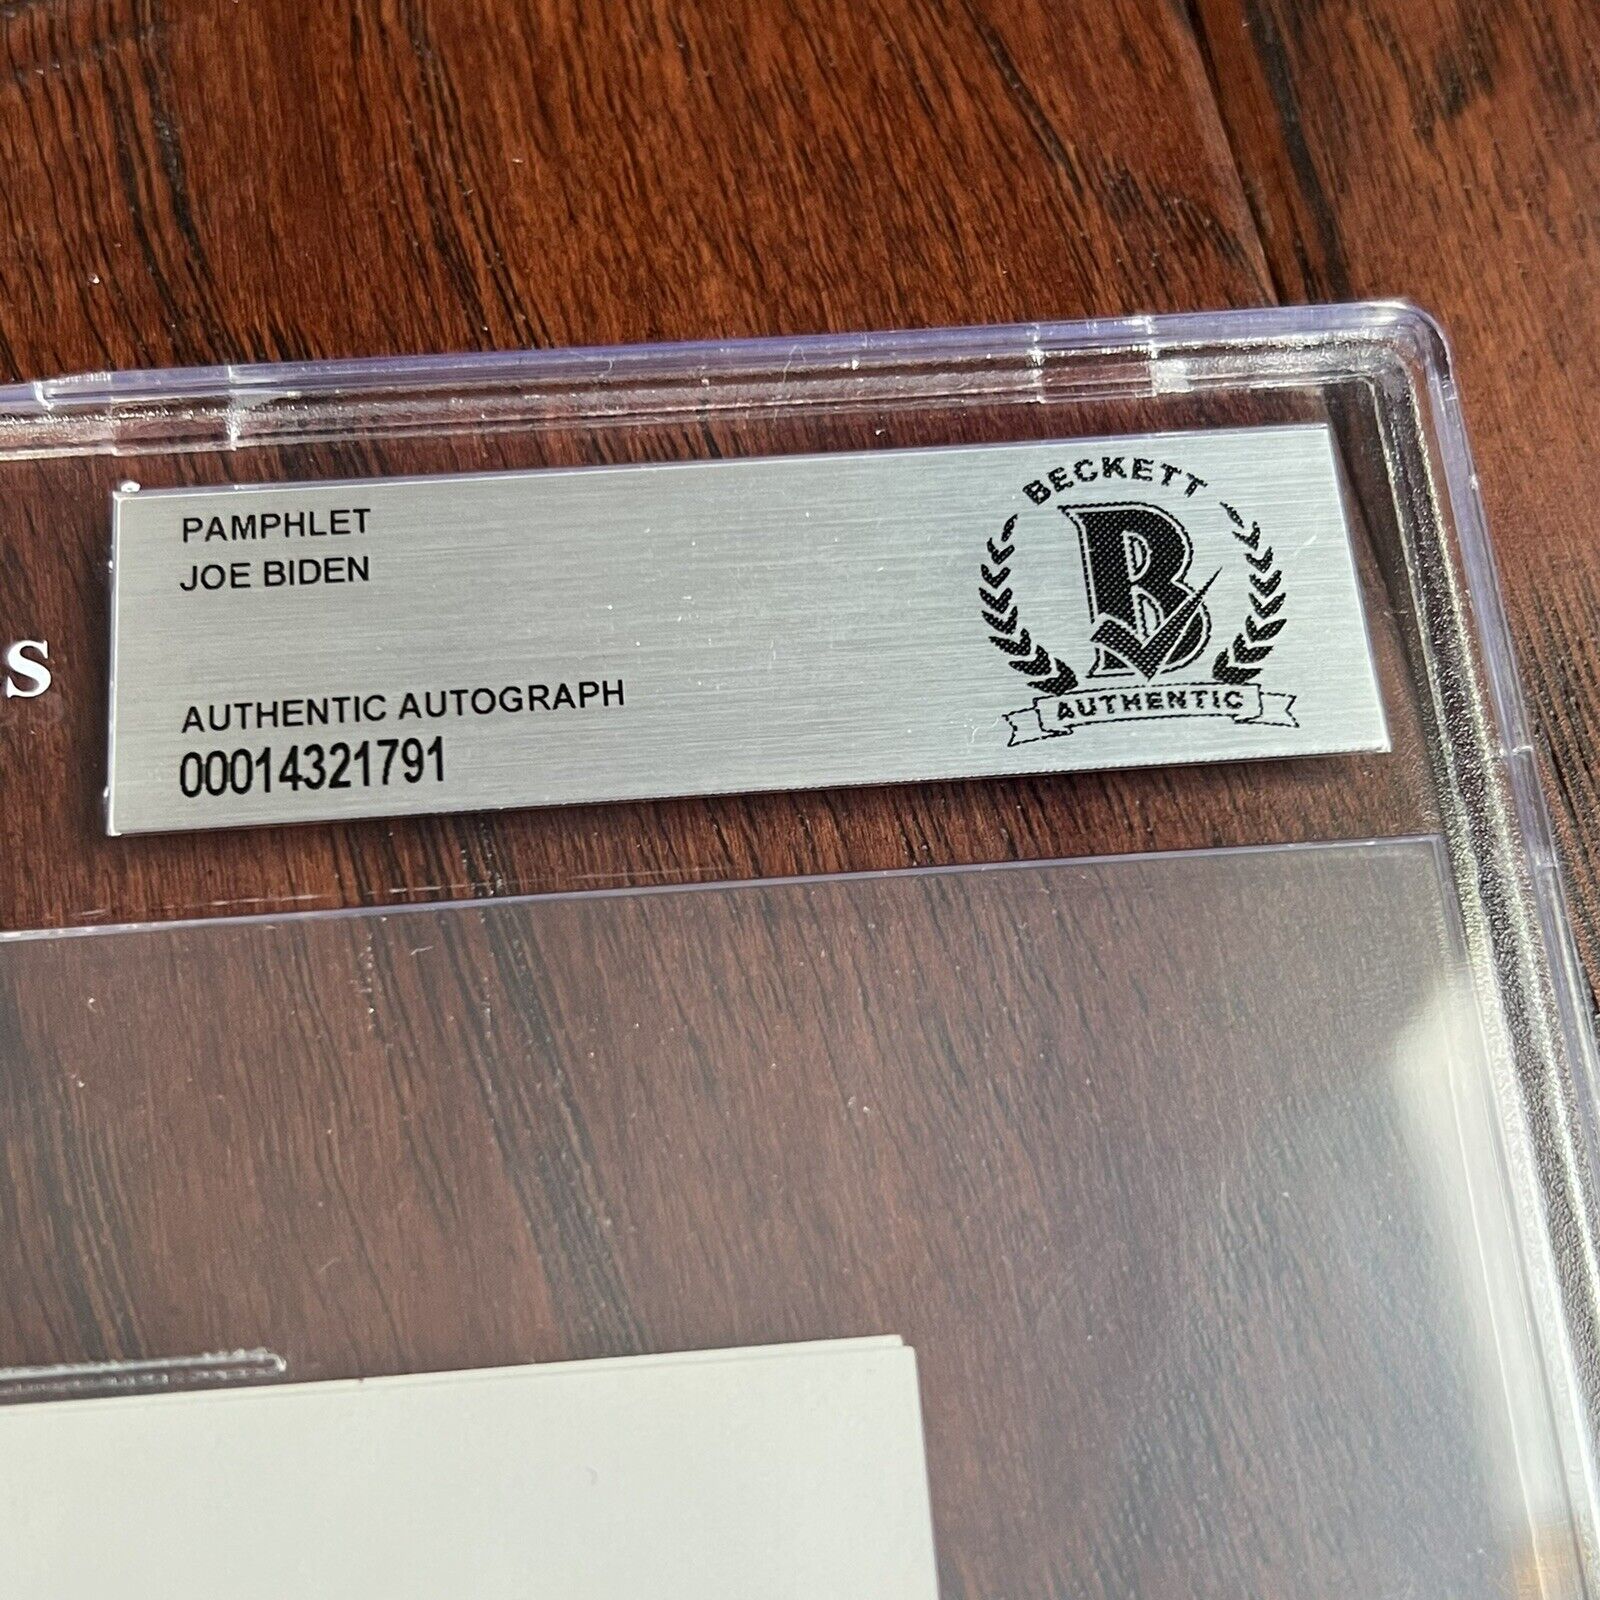 PAMPHLET
JOE BIDEN
AUTHENTIC AUTOGRAPH
00014321791
BECKETT
B
AUTHENTIC